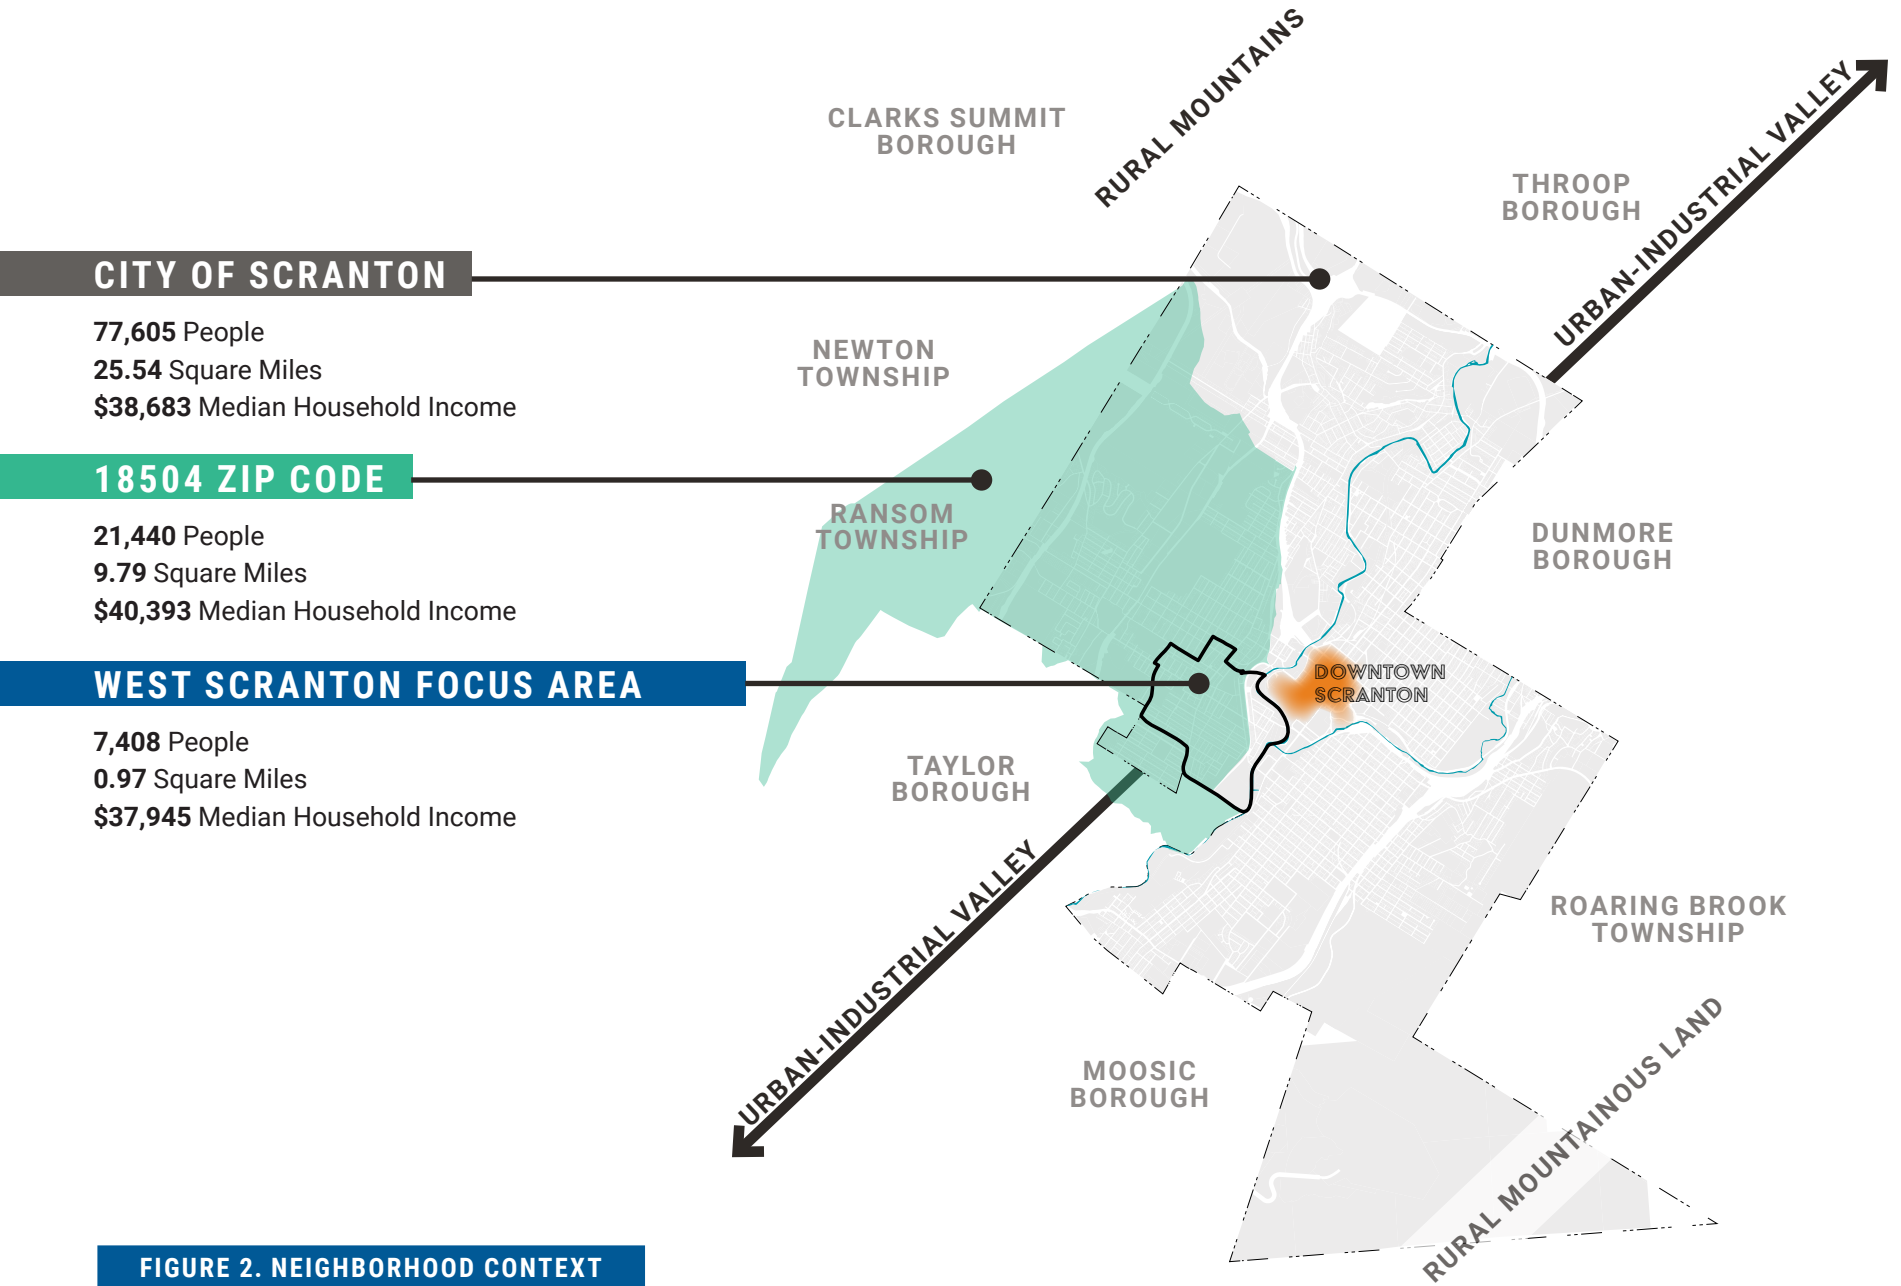 RURAL MOUNTAINS
CLARKS SUMMIT
BOROUGH
URBAN-INDUSTRIAL VALLEY
THROOP
BOROUGH
CITY OF SCRANTON
77,605 People
25.54 Square Miles
$38,683 Median Household Income
NEWTON
TOWNSHIP
18504 ZIP CODE
21,440 People
9.79 Square Miles
$40,393 Median Household Income
RANSOM
TOWNSHIP
DUNMORE
BOROUGH
WEST SCRANTON FOCUS AREA
7,408 People
0.97 Square Miles
$37,945 Median Household Income
DOWNTOWN
SCRANTON
TAYLOR
BOROUGH
URBAN-INDUSTRIAL VALLEY
ROARING BROOK
TOWNSHIP
MOOSIC
BOROUGH
RURAL MOUNTAINOUS LAND
FIGURE 2. NEIGHBORHOOD CONTEXT